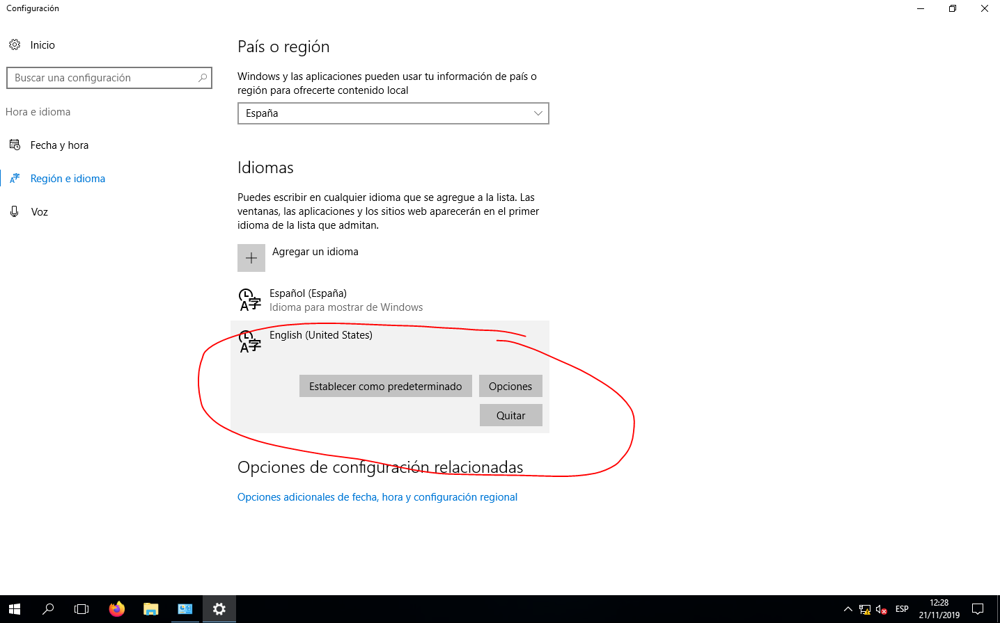 Configuración
Inicio
Buscar una configuración
Hora e idioma
Fecha y hora
Región e idioma
Voz
País o región
Windows y las aplicaciones pueden usar tu información de país o
región para ofrecerte contenido local
España
Idiomas
Puedes escribir en cualquier idioma que se agregue a la lista. Las
ventanas, las aplicaciones y los sitios web aparecerán en el primer
idioma de la lista que admitan.
Agregar un idioma
Español (España)
Idioma para mostrar de Windows
English (United States)
Establecer como predeterminado
Opciones
Quitar
Opciones de configuración relacionadas
Opciones adicionales de fecha, hora y configuración regional
ESP
12:28
21/11/2019